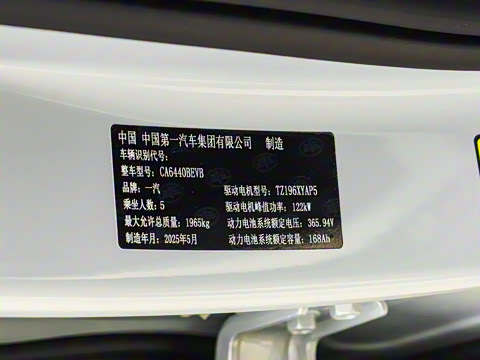 中国 中国第一汽车集团有限公司 制造
车辆识别代号:
整车型号: CA6440BEVB
品牌: 一汽 驱动电机型号: TZ196XYAP5
乘坐人数: 5 驱动电机峰值功率: 122kW
最大允许总质量: 1965kg 动力电池系统额定电压: 365.94V
制造年月: 2025年5月 动力电池系统额定容量: 168Ah